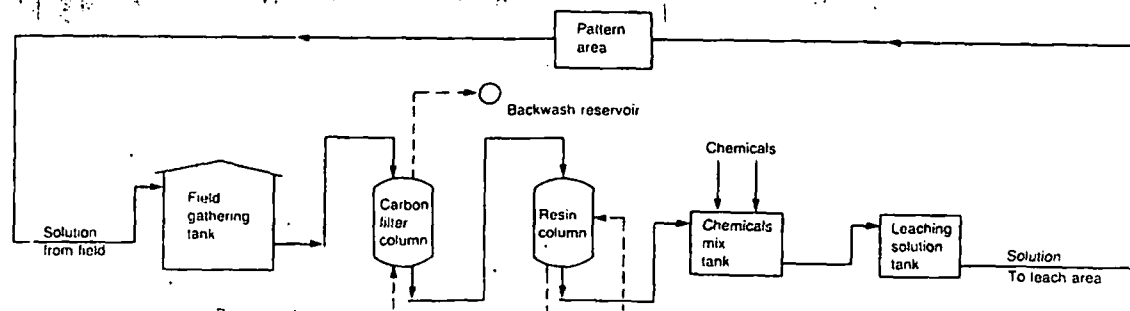 Pattern
area
Backwash reservoir
Chemicals
Field
gathering
tank
Carbon
filter
column
Resin
column
Chemicals
mix
tank
Leaching
solution
tank
Solution
from field
Solution
To leach area